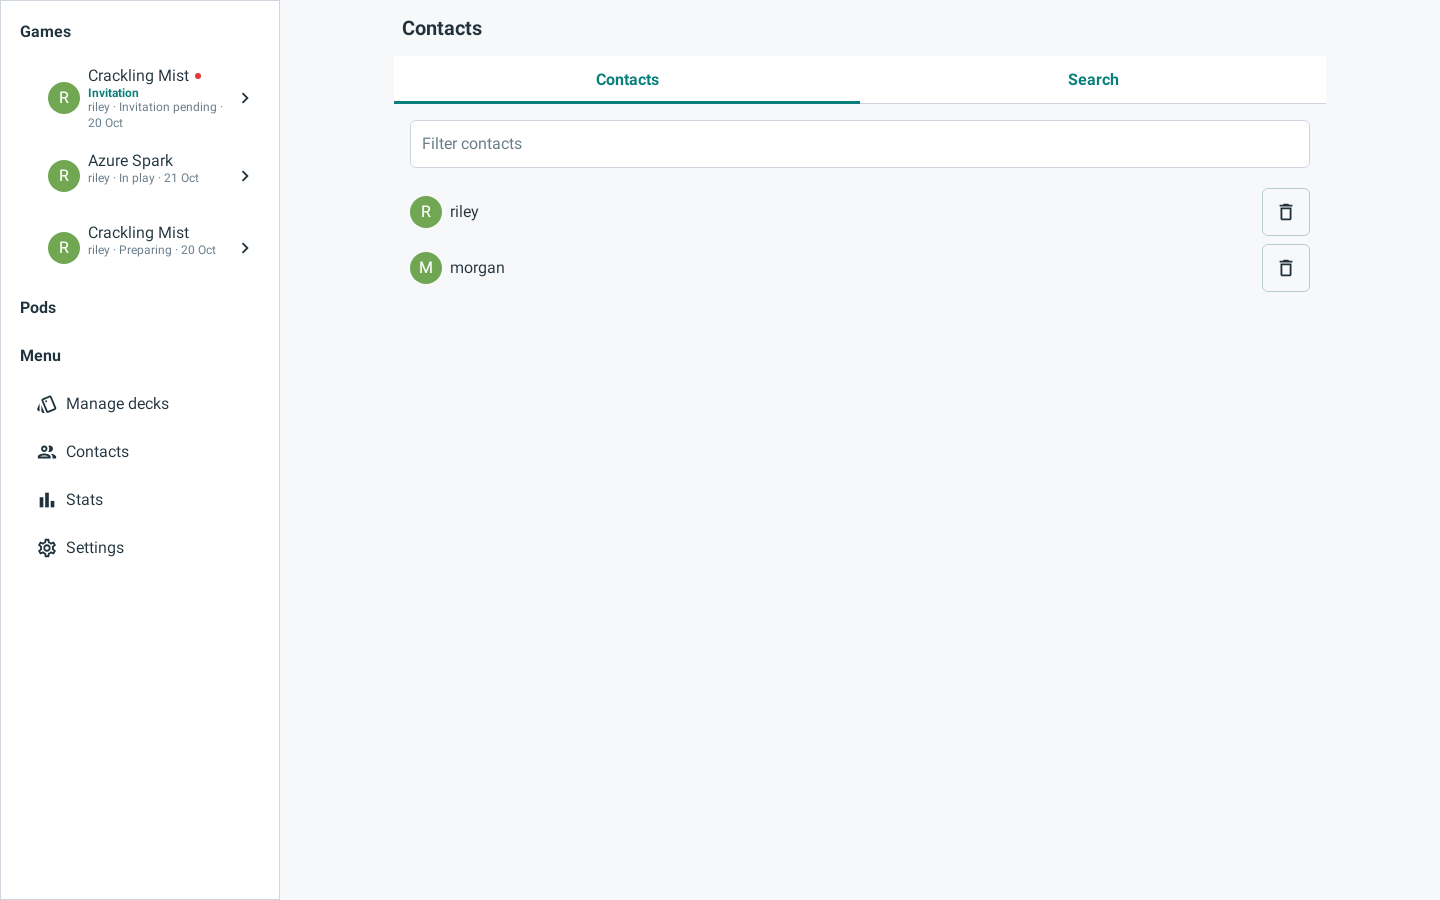 Games
R
Crackling Mist
Invitation
riley · Invitation pending ·
20 Oct
R
Azure Spark
riley · In play · 21 Oct
R
Crackling Mist
riley · Preparing · 20 Oct
Pods
Menu
Manage decks
Contacts
Stats
Settings
Contacts
Contacts
Search
Filter contacts
R
riley
M
morgan